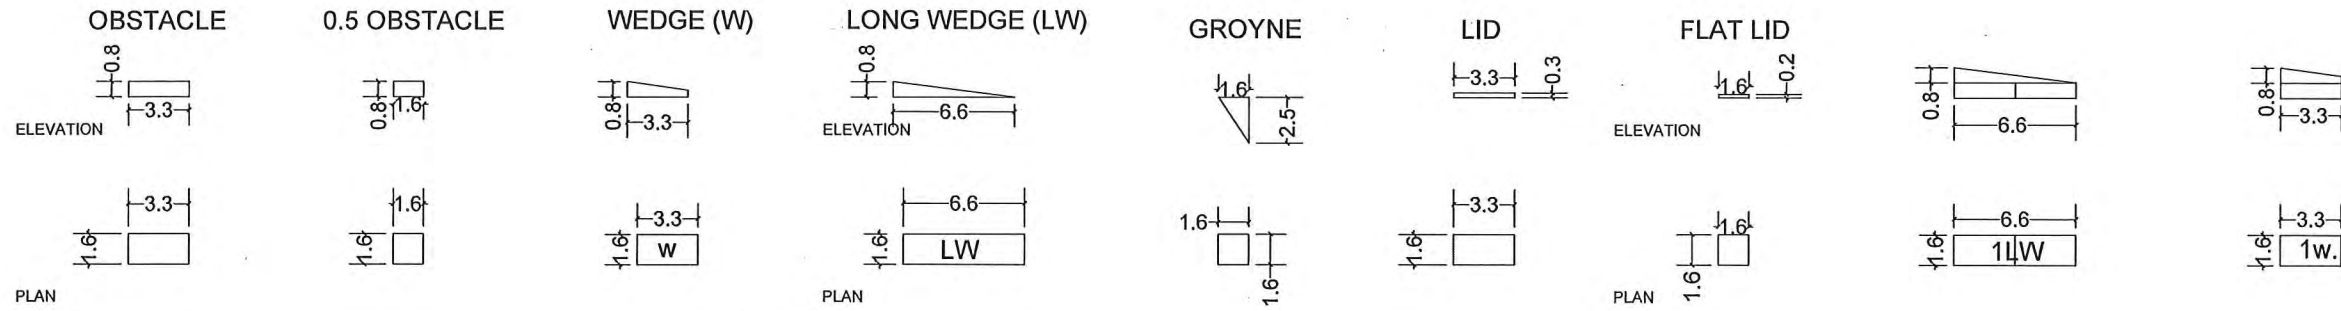 OBSTACLE 0.5 OBSTACLE WEDGE (W) LONG WEDGE (LW) GROYNE LID FLAT LID
0.8 3.3 0.8 1.6 0.8 3.3 0.8 6.6 1.6 2.5 3.3 0.3 1.6 0.2 0.8 6.6 0.8 3.3
ELEVATION ELEVATION ELEVATION
3.3 1.6 3.3 6.6 1.6 3.3 1.6 6.6 3.3
1.6 1.6 1.6 W 1.6 LW 1.6 1.6 1.6 1.6 1LW 1.6 1w.
PLAN PLAN PLAN